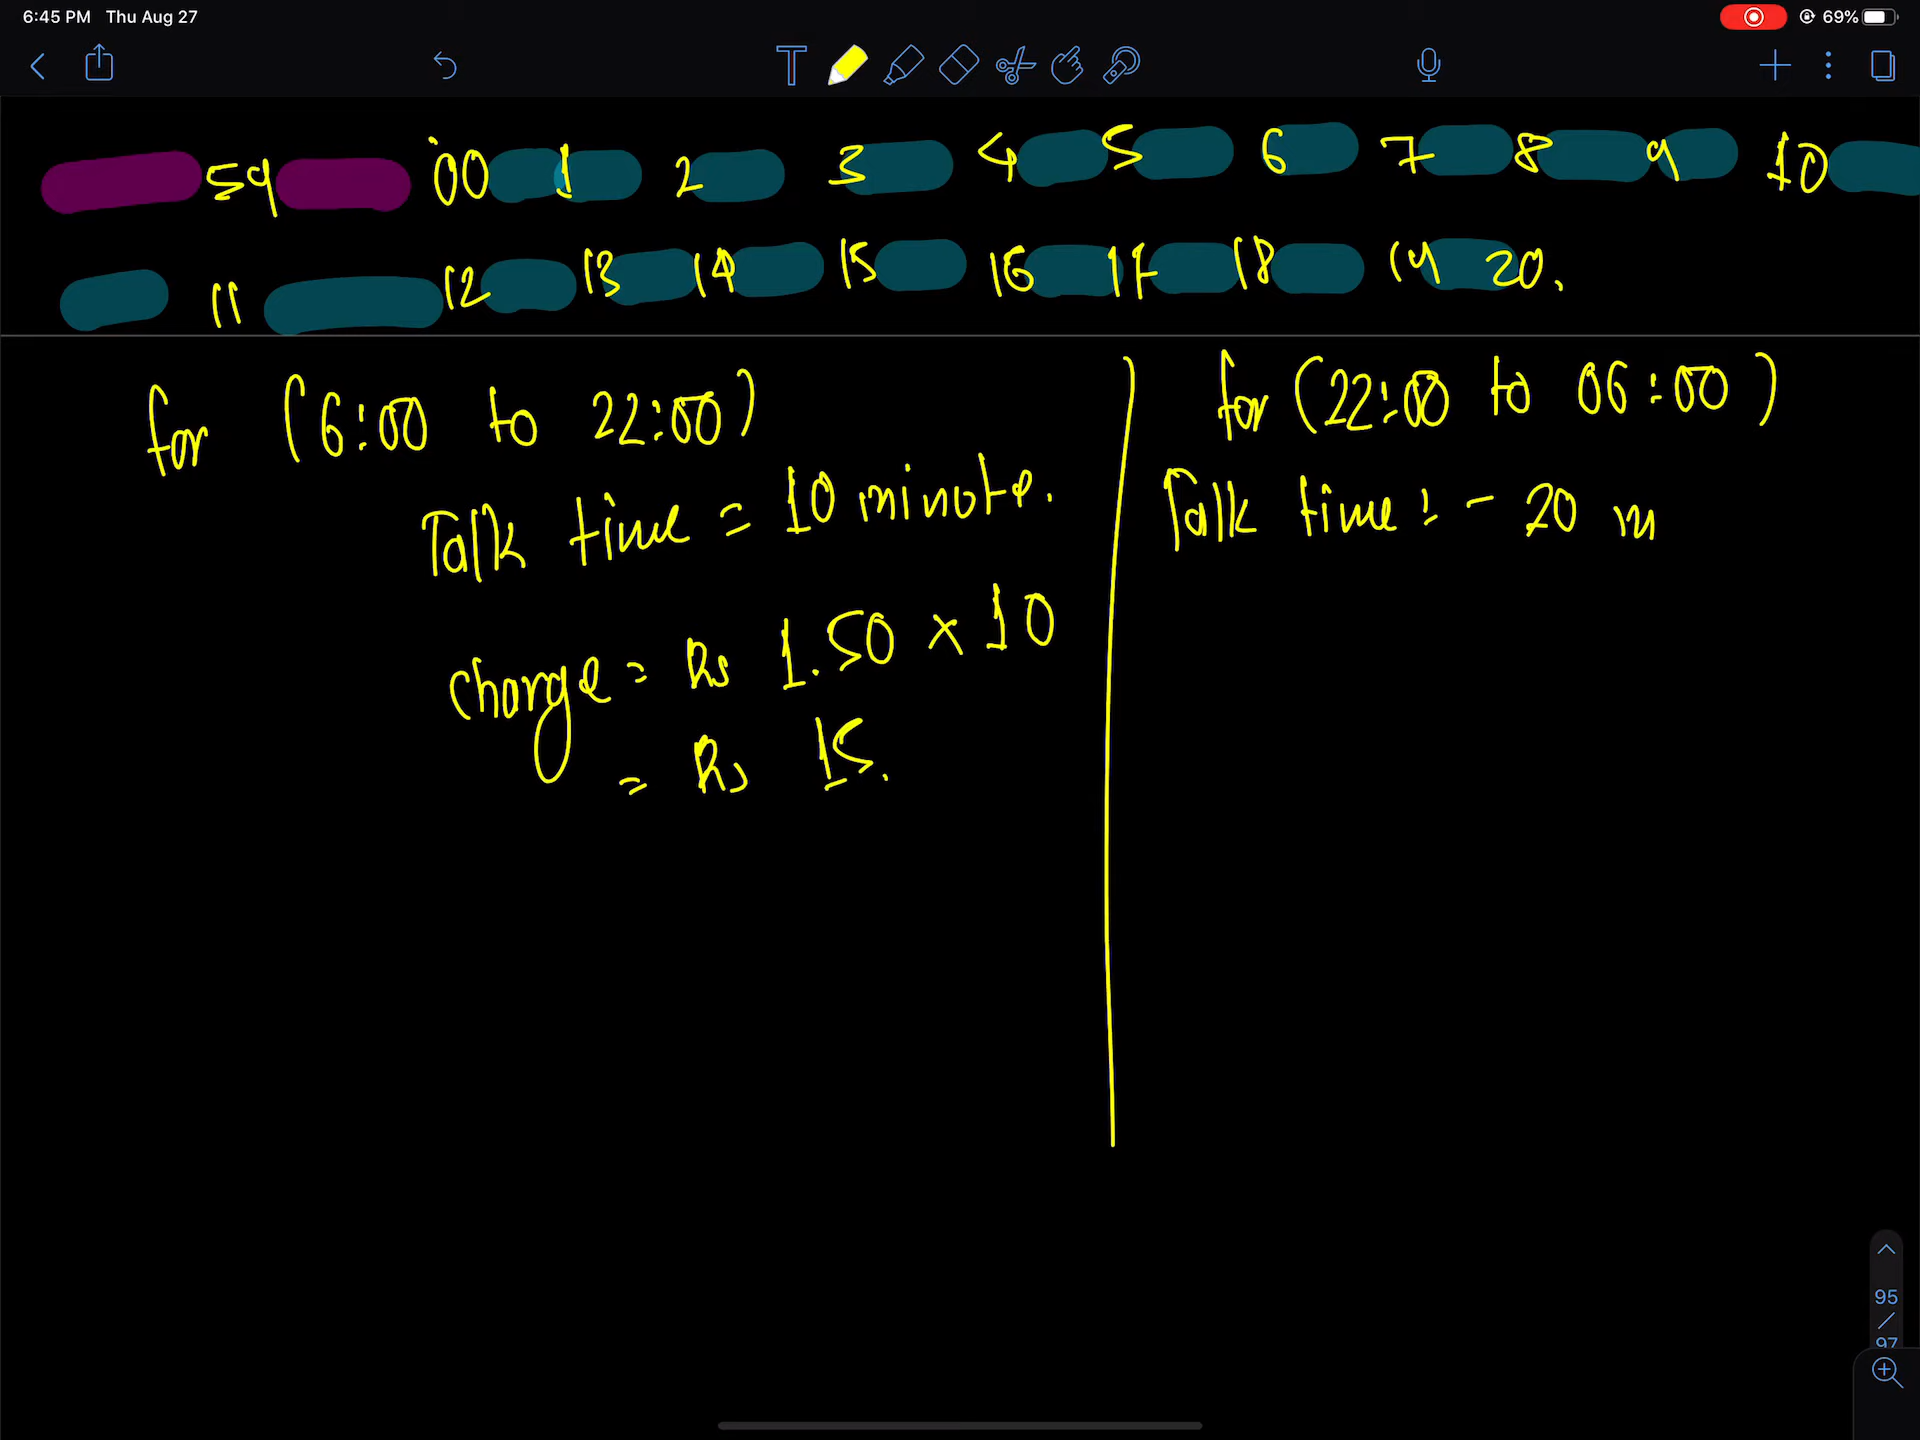 6:45 PM Thu Aug 27
69%
59 00 1 2 3 4 5 6 7 8 9 10
11 12 13 14 15 16 17 18 19 20.
for (6:00 to 22:00)
Talk time = 10 minute.
charge = Rs 1.50 × 10
= Rs 15.
for (22:00 to 06:00)
Talk time :- 20 m
95
/
97